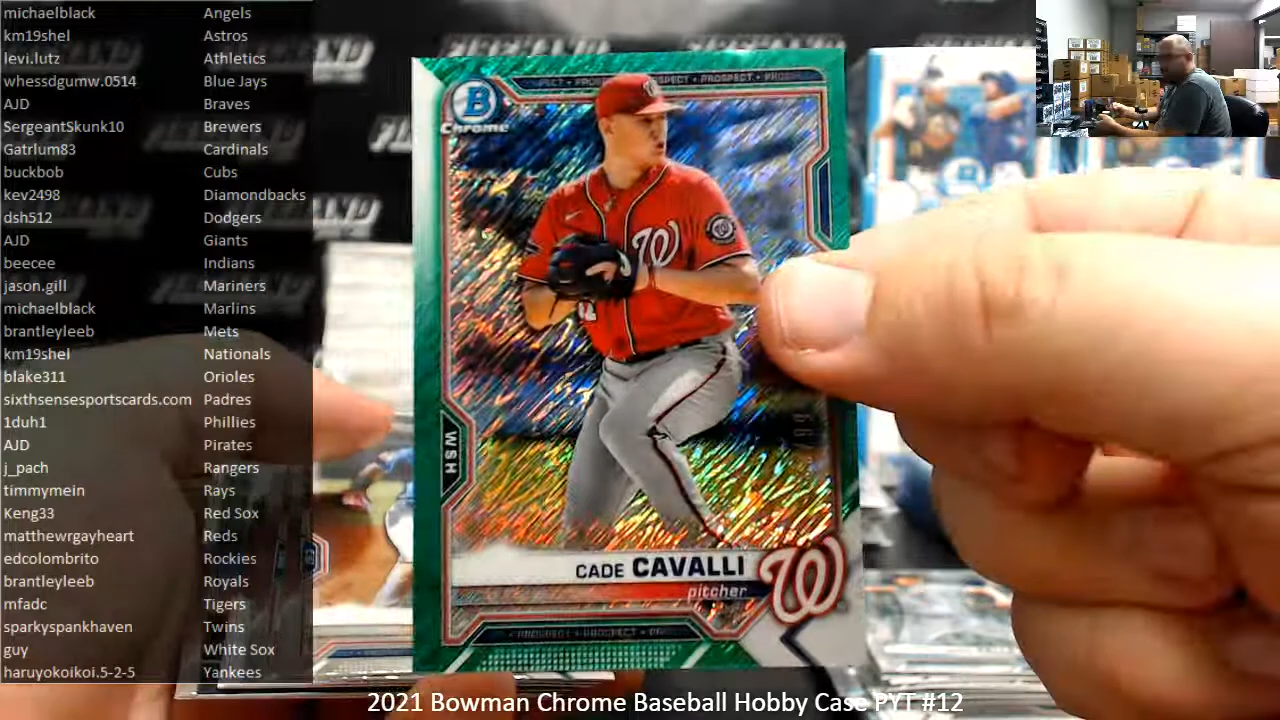 michaelblack Angels
km19shel Astros
levi.lutz Athletics
whessdgumw.0514 Blue Jays
AJD Braves
SergeantSkunk10 Brewers
Gatrlum83 Cardinals
buckbob Cubs
kev2498 Diamondbacks
dsh512 Dodgers
AJD Giants
beecee Indians
jason.gill Mariners
michaelblack Marlins
brantleyleeb Mets
km19shel Nationals
blake311 Orioles
sixthsensesportscards.com Padres
1duh1 Phillies
AJD Pirates
j_pach Rangers
timmymein Rays
Keng33 Red Sox
matthewrgayheart Reds
edcolombrito Rockies
brantleyleeb Royals
mfadc Tigers
sparkyspankhaven Twins
guy White Sox
haruyokoikoi.5-2-5 Yankees
PROSPECT • PROSPECT
B
Chrome
W
WSH
CADE CAVALLI
pitcher
W
PROSPECT • PROSPECT
2021 Bowman Chrome Baseball Hobby Case PYT #12